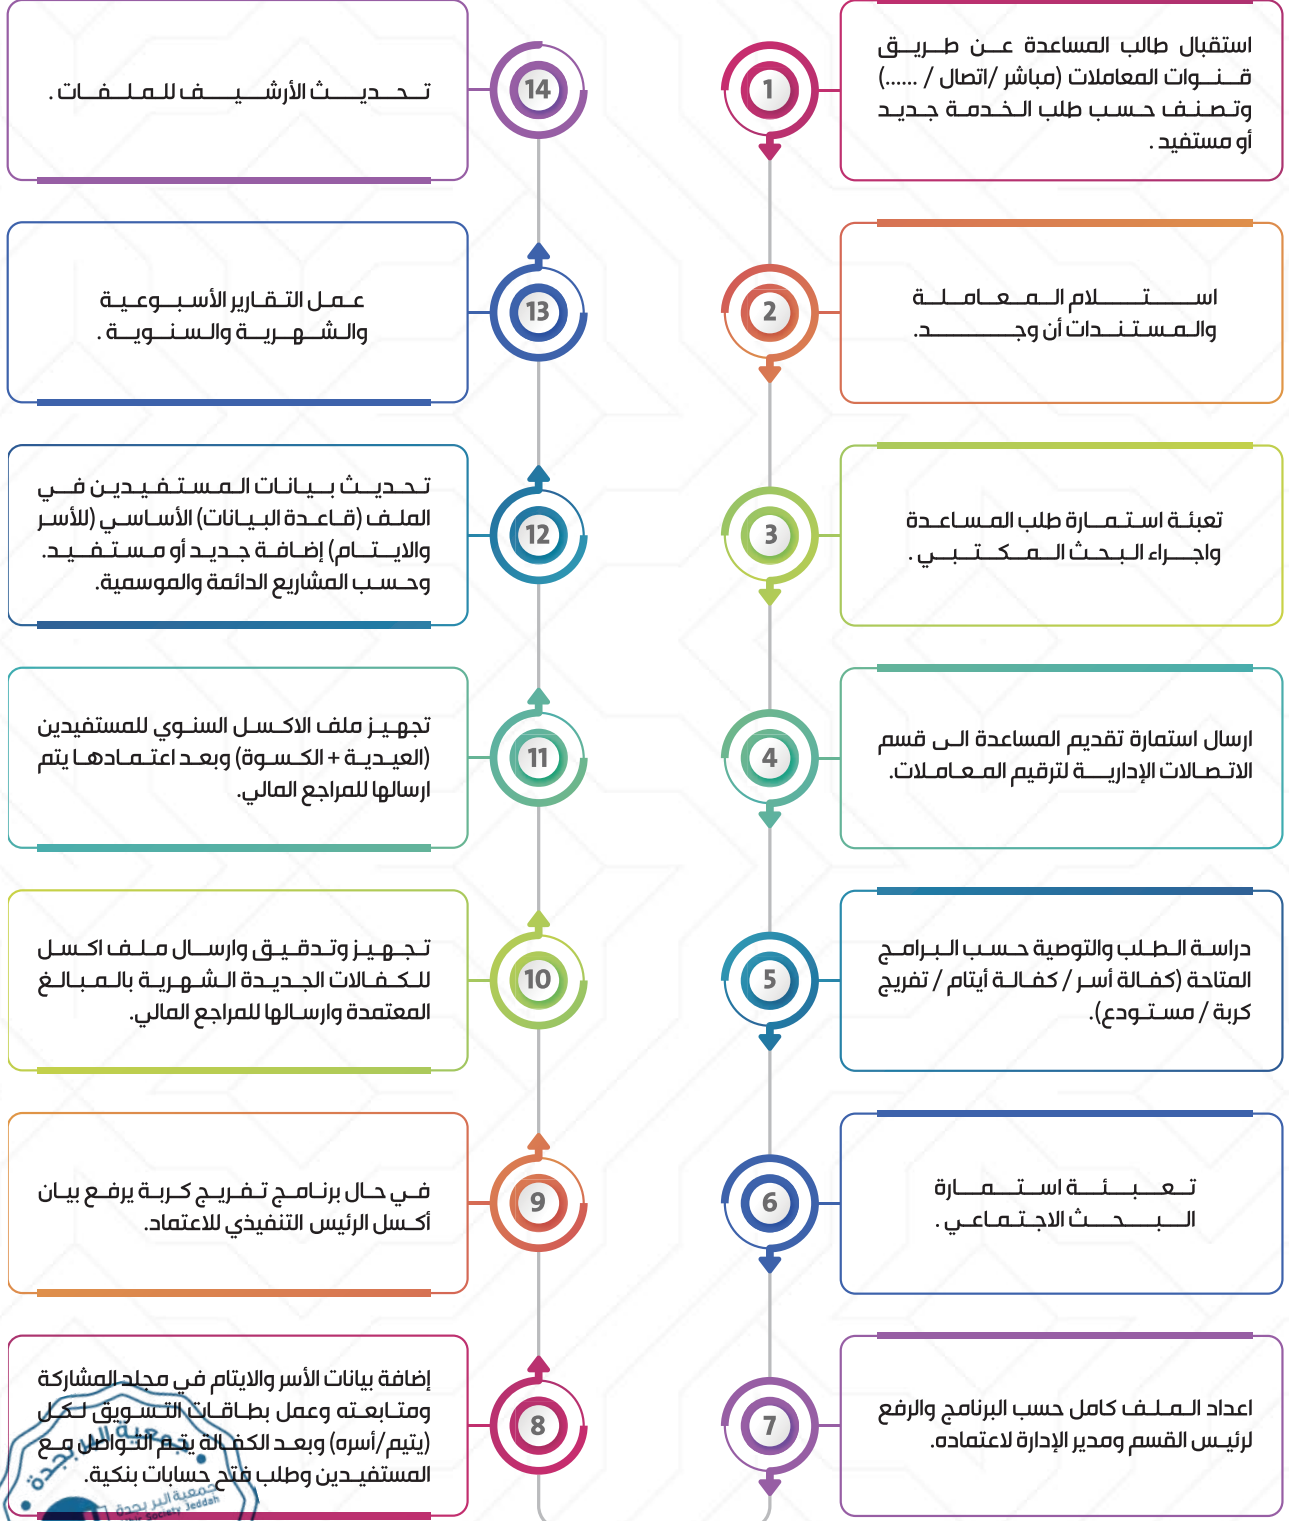 1
استقبال طالب المساعدة عن طريق
قنوات المعاملات (مباشر /اتصال / ......)
وتصنف حسب طلب الخدمة جديد
أو مستفيد .
2
استلام المعاملة
والمستندات أن وجد.
3
تعبئة استمارة طلب المساعدة
واجراء البحث المكتبي .
4
ارسال استمارة تقديم المساعدة الى قسم
الاتصالات الإدارية لترقيم المعاملات.
5
دراسة الطلب والتوصية حسب البرامج
المتاحة (كفالة أسر / كفالة أيتام / تفريج
كربة / مستودع).
6
تعبئة استمارة
البحث الاجتماعي .
7
اعداد الملف كامل حسب البرنامج والرفع
لرئيس القسم ومدير الإدارة لاعتماده.
8
إضافة بيانات الأسر والايتام في مجلد المشاركة
ومتابعته وعمل بطاقات التسويق لكل
(يتيم/أسره) وبعد الكفالة يتم التواصل مع
المستفيدين وطلب فتح حسابات بنكية.
9
في حال برنامج تفريج كربة يرفع بيان
أكسل الرئيس التنفيذي للاعتماد.
10
تجهيز وتدقيق وارسال ملف اكسل
للكفالات الجديدة الشهرية بالمبالغ
المعتمدة وارسالها للمراجع المالي.
11
تجهيز ملف الاكسل السنوي للمستفيدين
(العيدية + الكسوة) وبعد اعتمادها يتم
ارسالها للمراجع المالي.
12
تحديث بيانات المستفيدين في
الملف (قاعدة البيانات) الأساسي (للأسر
والايتام) إضافة جديد أو مستفيد.
وحسب المشاريع الدائمة والموسمية.
13
عمل التقارير الأسبوعية
والشهرية والسنوية .
14
تحديث الأرشيف للملفات .
جمعية البر بجدة
جمعية البر بجدة
Society Jeddah